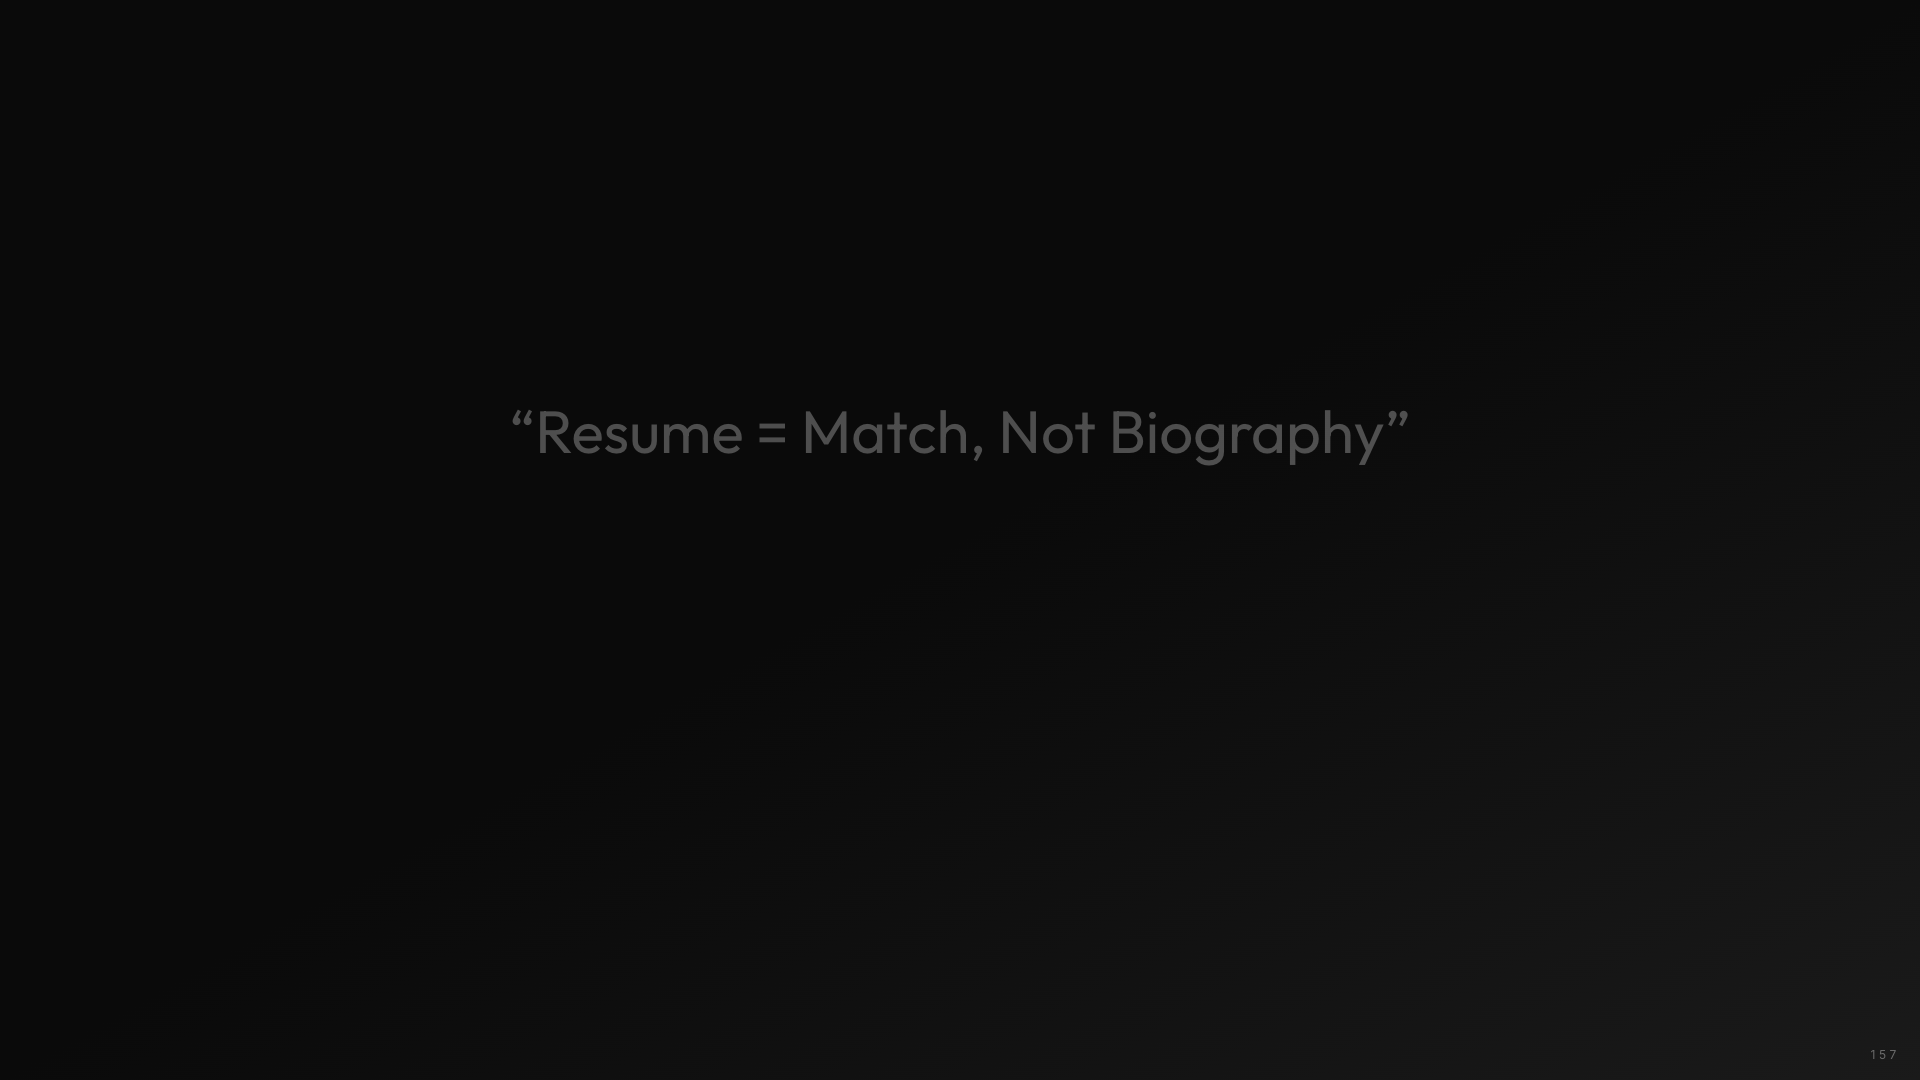 “Resume = Match, Not Biography”
157